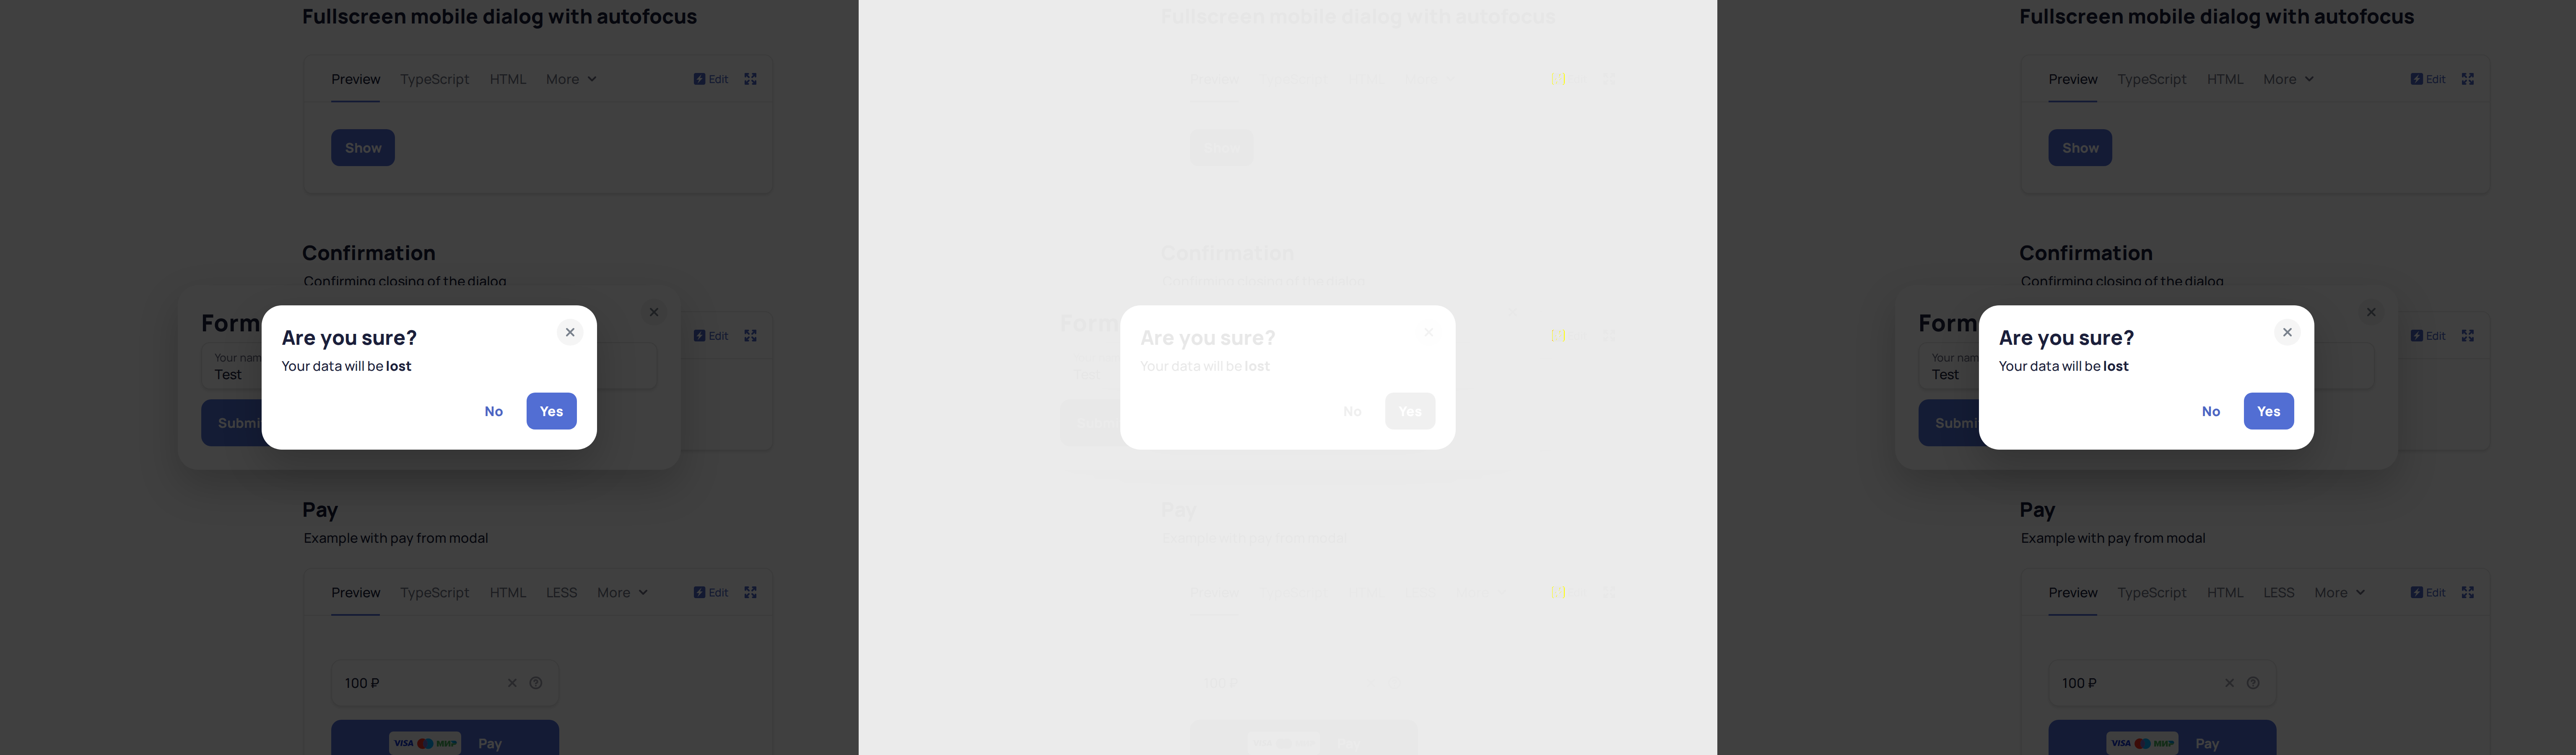 Fullscreen mobile dialog with autofocus
Preview TypeScript HTML More Edit
Show
Confirmation
Confirming closing of the dialog
Form
Edit
Your nam
Test
Submi
Are you sure?
Your data will be lost
No Yes
Pay
Example with pay from modal
Preview TypeScript HTML LESS More Edit
100 ₽
VISA МИР Pay
Fullscreen mobile dialog with autofocus
Show
Confirmation
Confirming closing of the dialog
Form
Test
Are you sure?
Your data will be lost
No Yes
Pay
Example with pay from modal
Preview TypeScript HTML LESS More
100 ₽
Pay
Fullscreen mobile dialog with autofocus
Preview TypeScript HTML More Edit
Show
Confirmation
Confirming closing of the dialog
Form
Edit
Your nam
Test
Submi
Are you sure?
Your data will be lost
No Yes
Pay
Example with pay from modal
Preview TypeScript HTML LESS More Edit
100 ₽
VISA МИР Pay